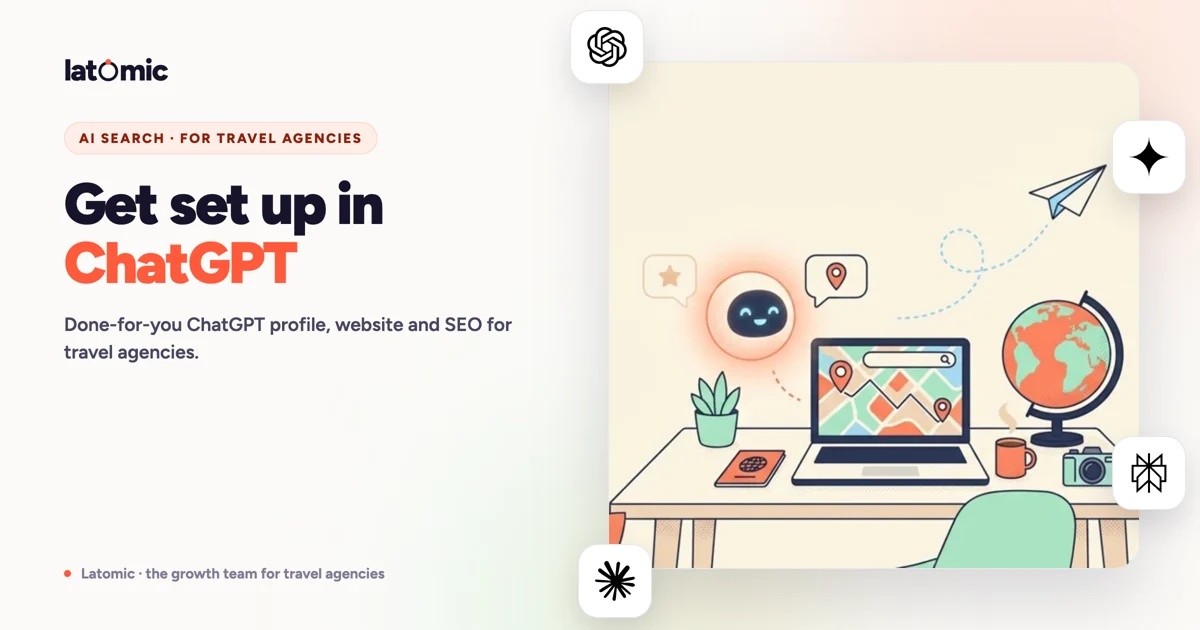 latomic
AI SEARCH · FOR TRAVEL AGENCIES
Get set up in
ChatGPT
Done-for-you ChatGPT profile, website and SEO for
travel agencies.
Latomic · the growth team for travel agencies